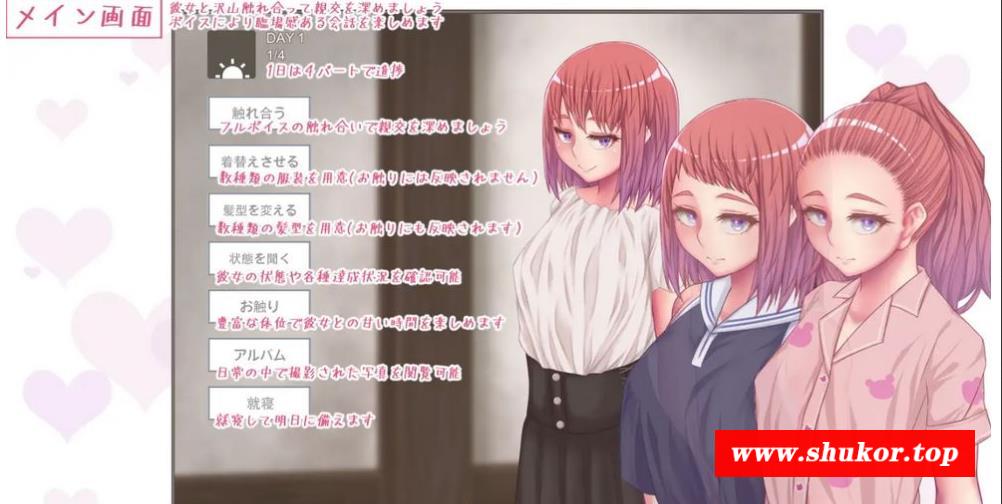 メイン画面
彼女と沢山触れ合って親交を深めましょう
ボイスにより臨場感ある会話を楽しめます
DAY 1
1/4
1日は4パートで進捗
触れ合う
フルボイスの触れ合いで親交を深めましょう
着替えさせる
数種類の服装を用意(お触りには反映されません)
髪型を変える
数種類の髪型を用意(お触りにも反映されます)
状態を聞く
彼女の状態や各種達成状況を確認可能
お触り
豊富な体位で彼女との甘い時間を楽しめます
アルバム
日常の中で撮影された写真を閲覧可能
就寝
就寝して明日に備えます
www.shukor.top